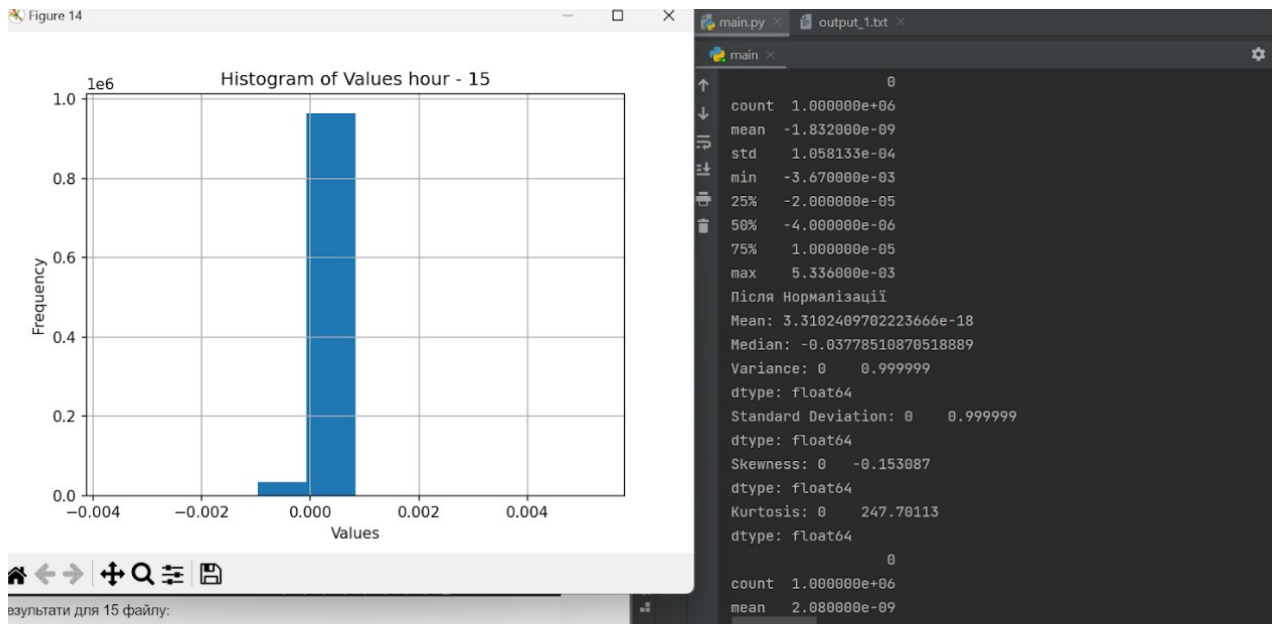 Figure 14
Histogram of Values hour - 15
1e6
1.0
0.8
0.6
0.4
0.2
0.0
Frequency
−0.004 −0.002 0.000 0.002 0.004
Values
езультати для 15 файлу:
main.py output_1.txt
main
0
count 1.000000e+06
mean -1.832000e-09
std 1.058133e-04
min -3.670000e-03
25% -2.000000e-05
50% -4.000000e-06
75% 1.000000e-05
max 5.336000e-03
Після Нормалізації
Mean: 3.3102409702223666e-18
Median: -0.03778510870518889
Variance: 0 0.999999
dtype: float64
Standard Deviation: 0 0.999999
dtype: float64
Skewness: 0 -0.153087
dtype: float64
Kurtosis: 0 247.70113
dtype: float64
0
count 1.000000e+06
mean 2.080000e-09